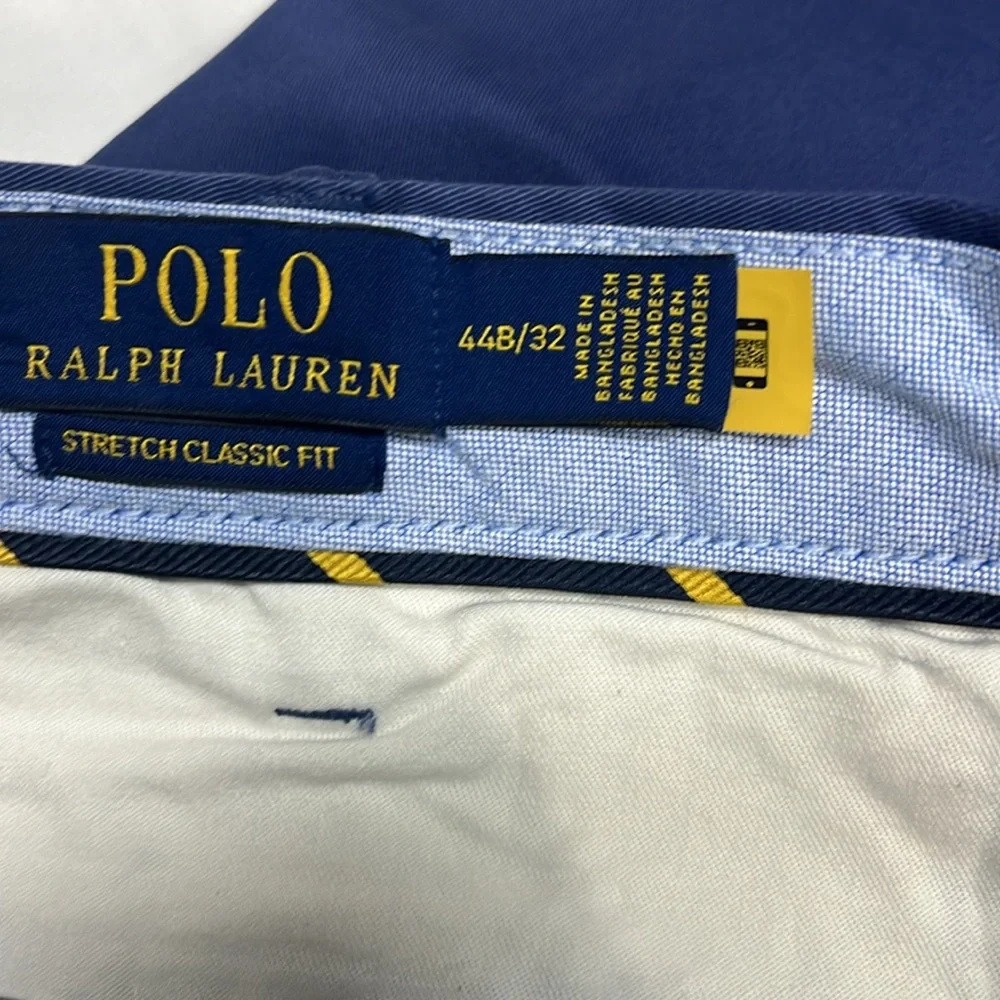 POLO
RALPH LAUREN
STRETCH CLASSIC FIT
44B/32
MADE IN
BANGLADESH
FABRIQUÉ AU
BANGLADESH
HECHO EN
BANGLADESH